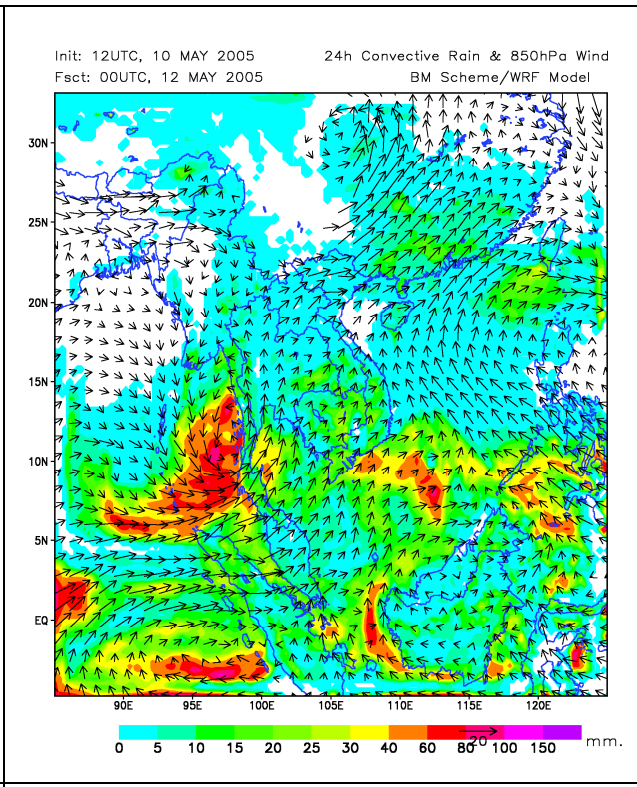 Init: 12UTC, 10 MAY 2005
24h Convective Rain & 850hPa Wind
Fsct: 00UTC, 12 MAY 2005
BM Scheme/WRF Model
30N
25N
20N
15N
10N
5N
EQ
90E 95E 100E 105E 110E 115E 120E
20
0 5 10 15 20 25 30 40 60 80 100 150 mm.